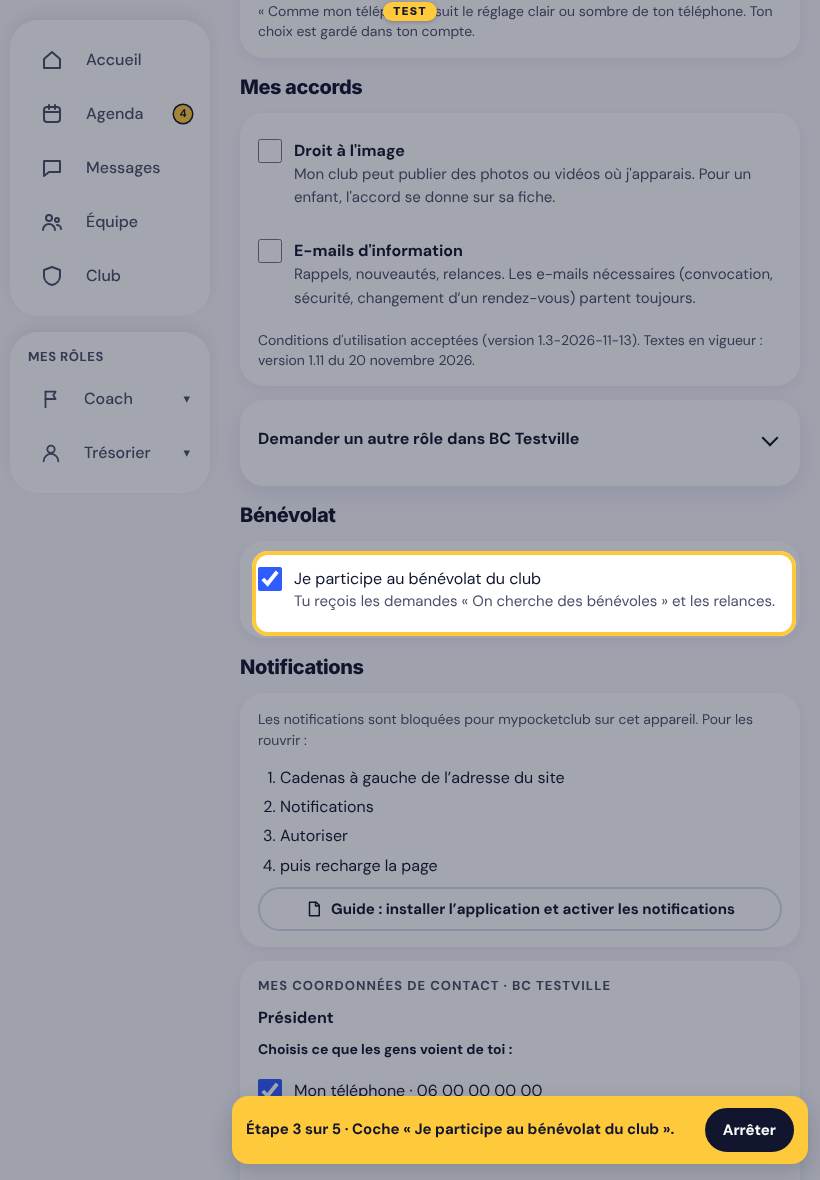 Accueil
Agenda
4
Messages
Équipe
Club
MES RÔLES
Coach
Trésorier
TEST
« Comme mon suit le réglage clair ou sombre de ton téléphone. Ton
choix est gardé dans ton compte.
Mes accords
Droit à l'image
Mon club peut publier des photos ou vidéos où j'apparais. Pour un
enfant, l'accord se donne sur sa fiche.
E-mails d'information
Rappels, nouveautés, relances. Les e-mails nécessaires (convocation,
sécurité, changement d’un rendez-vous) partent toujours.
Conditions d'utilisation acceptées (version 1.3-2026-11-13). Textes en vigueur :
version 1.11 du 20 novembre 2026.
Demander un autre rôle dans BC Testville
Bénévolat
Je participe au bénévolat du club
Tu reçois les demandes « On cherche des bénévoles » et les relances.
Notifications
Les notifications sont bloquées pour mypocketclub sur cet appareil. Pour les
rouvrir :
1. Cadenas à gauche de l’adresse du site
2. Notifications
3. Autoriser
4. puis recharge la page
Guide : installer l’application et activer les notifications
MES COORDONNÉES DE CONTACT · BC TESTVILLE
Président
Choisis ce que les gens voient de toi :
Mon téléphone · 06 00 00 00 00
Étape 3 sur 5 · Coche « Je participe au bénévolat du club ».
Arrêter